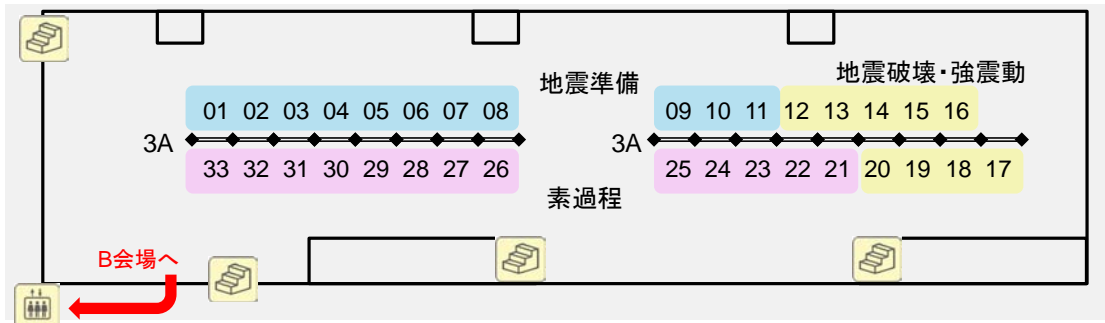 地震準備
地震破壊・強震動
01 02 03 04 05 06 07 08
09 10 11 12 13 14 15 16
3A
3A
33 32 31 30 29 28 27 26
25 24 23 22 21 20 19 18 17
素過程
B会場へ